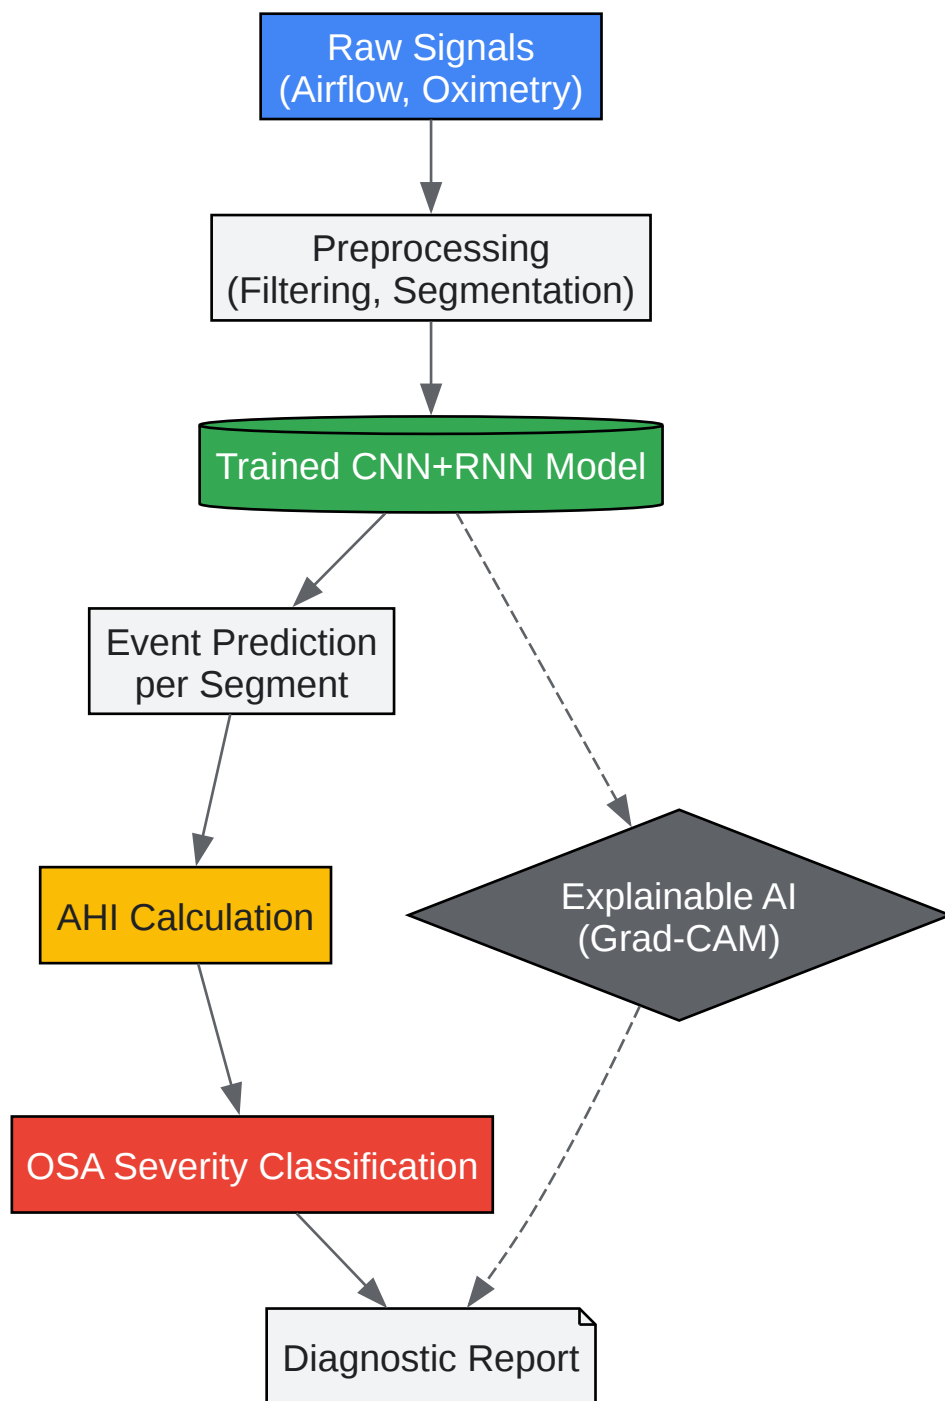 Raw Signals
(Airflow, Oximetry)
Preprocessing
(Filtering, Segmentation)
Trained CNN+RNN Model
Event Prediction
per Segment
AHI Calculation
Explainable AI
(Grad-CAM)
OSA Severity Classification
Diagnostic Report